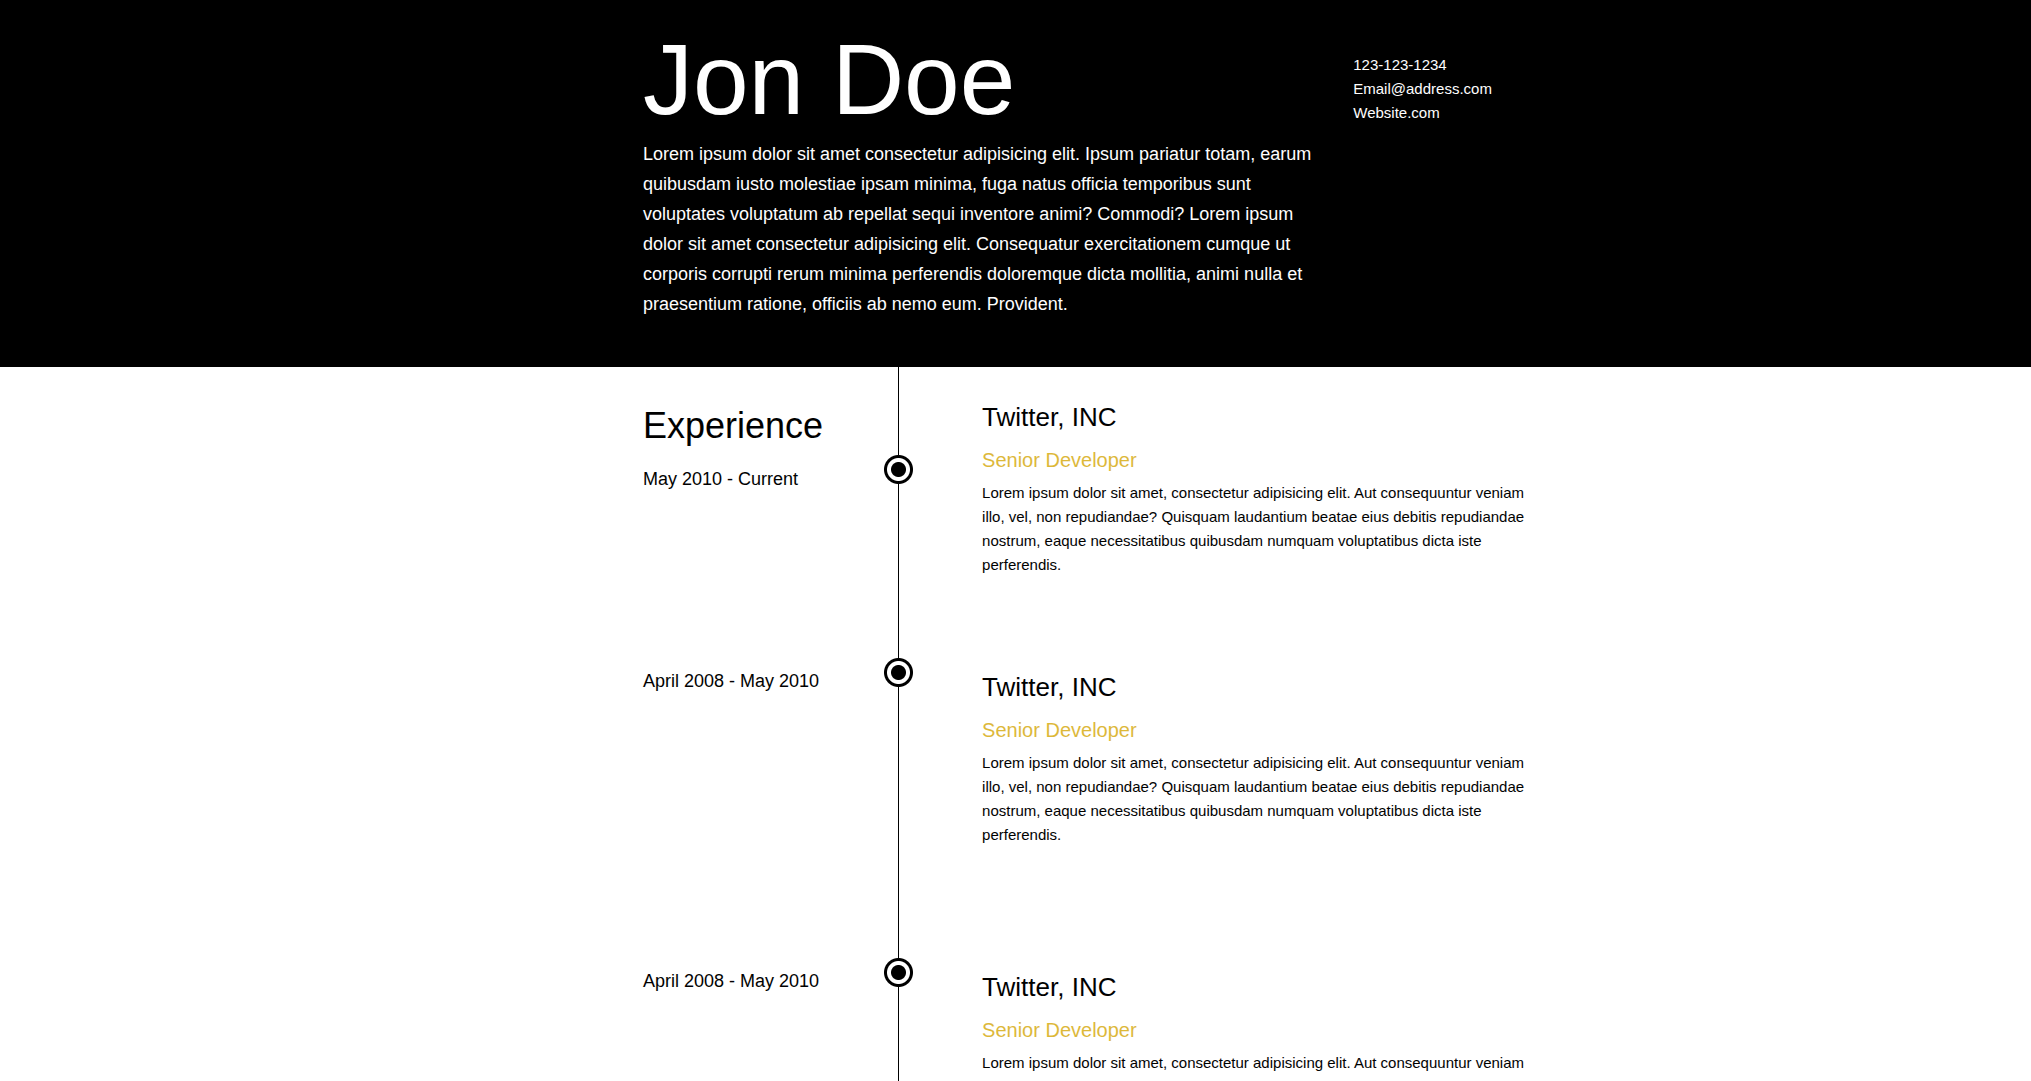 Jon Doe
123-123-1234
Email@address.com
Website.com
Lorem ipsum dolor sit amet consectetur adipisicing elit. Ipsum pariatur totam, earum
quibusdam iusto molestiae ipsam minima, fuga natus officia temporibus sunt
voluptates voluptatum ab repellat sequi inventore animi? Commodi? Lorem ipsum
dolor sit amet consectetur adipisicing elit. Consequatur exercitationem cumque ut
corporis corrupti rerum minima perferendis doloremque dicta mollitia, animi nulla et
praesentium ratione, officiis ab nemo eum. Provident.
Experience
May 2010 - Current
Twitter, INC
Senior Developer
Lorem ipsum dolor sit amet, consectetur adipisicing elit. Aut consequuntur veniam
illo, vel, non repudiandae? Quisquam laudantium beatae eius debitis repudiandae
nostrum, eaque necessitatibus quibusdam numquam voluptatibus dicta iste
perferendis.
April 2008 - May 2010
Twitter, INC
Senior Developer
Lorem ipsum dolor sit amet, consectetur adipisicing elit. Aut consequuntur veniam
illo, vel, non repudiandae? Quisquam laudantium beatae eius debitis repudiandae
nostrum, eaque necessitatibus quibusdam numquam voluptatibus dicta iste
perferendis.
April 2008 - May 2010
Twitter, INC
Senior Developer
Lorem ipsum dolor sit amet, consectetur adipisicing elit. Aut consequuntur veniam